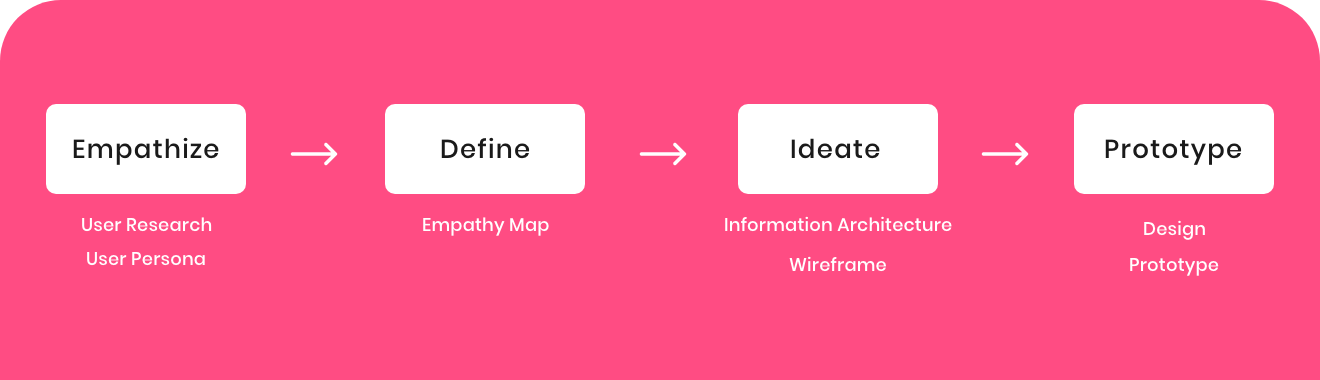 Empathize
User Research
User Persona
Define
Empathy Map
Ideate
Information Architecture
Wireframe
Prototype
Design
Prototype